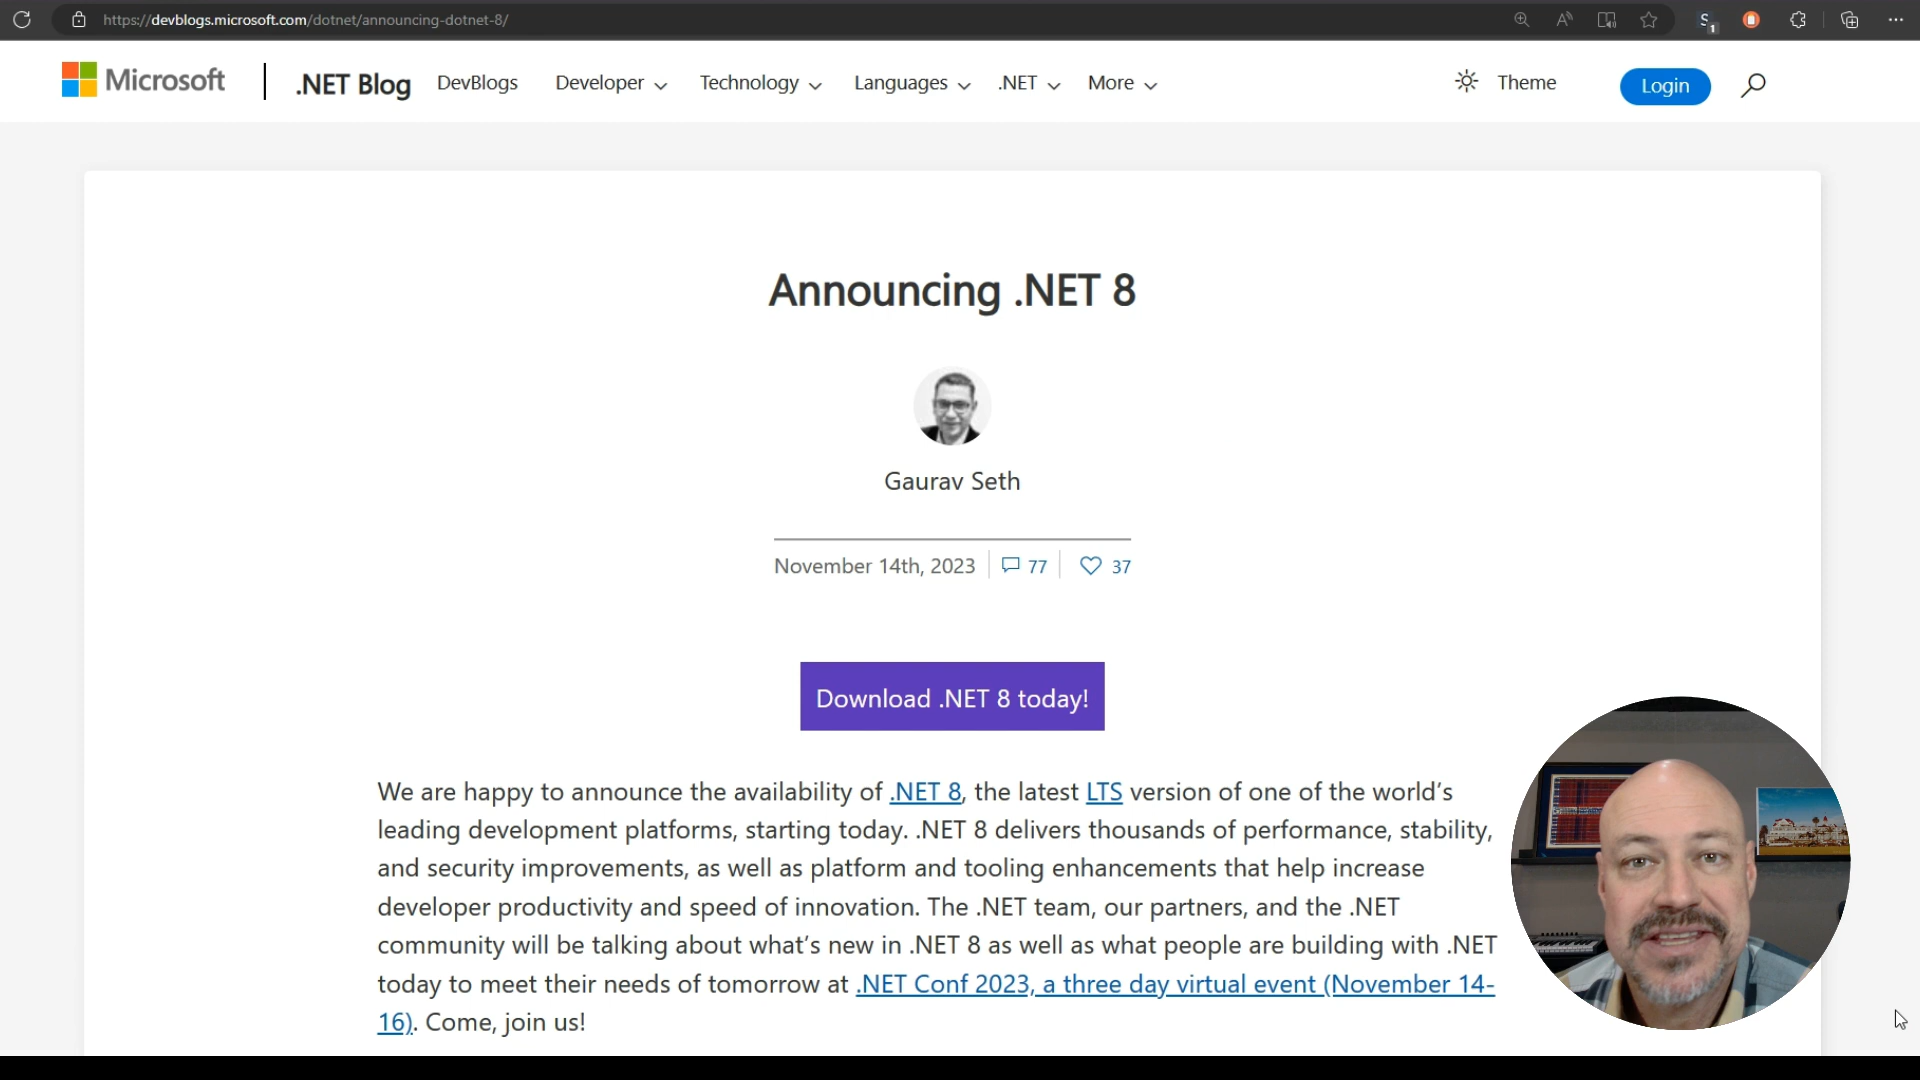 https://devblogs.microsoft.com/dotnet/announcing-dotnet-8/
Microsoft
.NET Blog
DevBlogs
Developer
Technology
Languages
.NET
More
Theme
Login
Announcing .NET 8
Gaurav Seth
November 14th, 2023
77
37
Download .NET 8 today!
We are happy to announce the availability of .NET 8, the latest LTS version of one of the world’s
leading development platforms, starting today. .NET 8 delivers thousands of performance, stability,
and security improvements, as well as platform and tooling enhancements that help increase
developer productivity and speed of innovation. The .NET team, our partners, and the .NET
community will be talking about what’s new in .NET 8 as well as what people are building with .NET
today to meet their needs of tomorrow at .NET Conf 2023, a three day virtual event (November 14-
16). Come, join us!